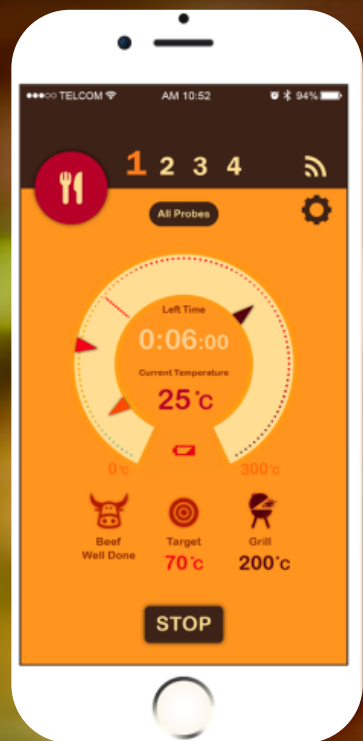 TELCOM AM 10:52 94%
1 2 3 4
All Probes
Left Time
0:06:00
Current Temperature
25°C
0°C 300°C
Beef Target Grill
Well Done 70°C 200°C
STOP